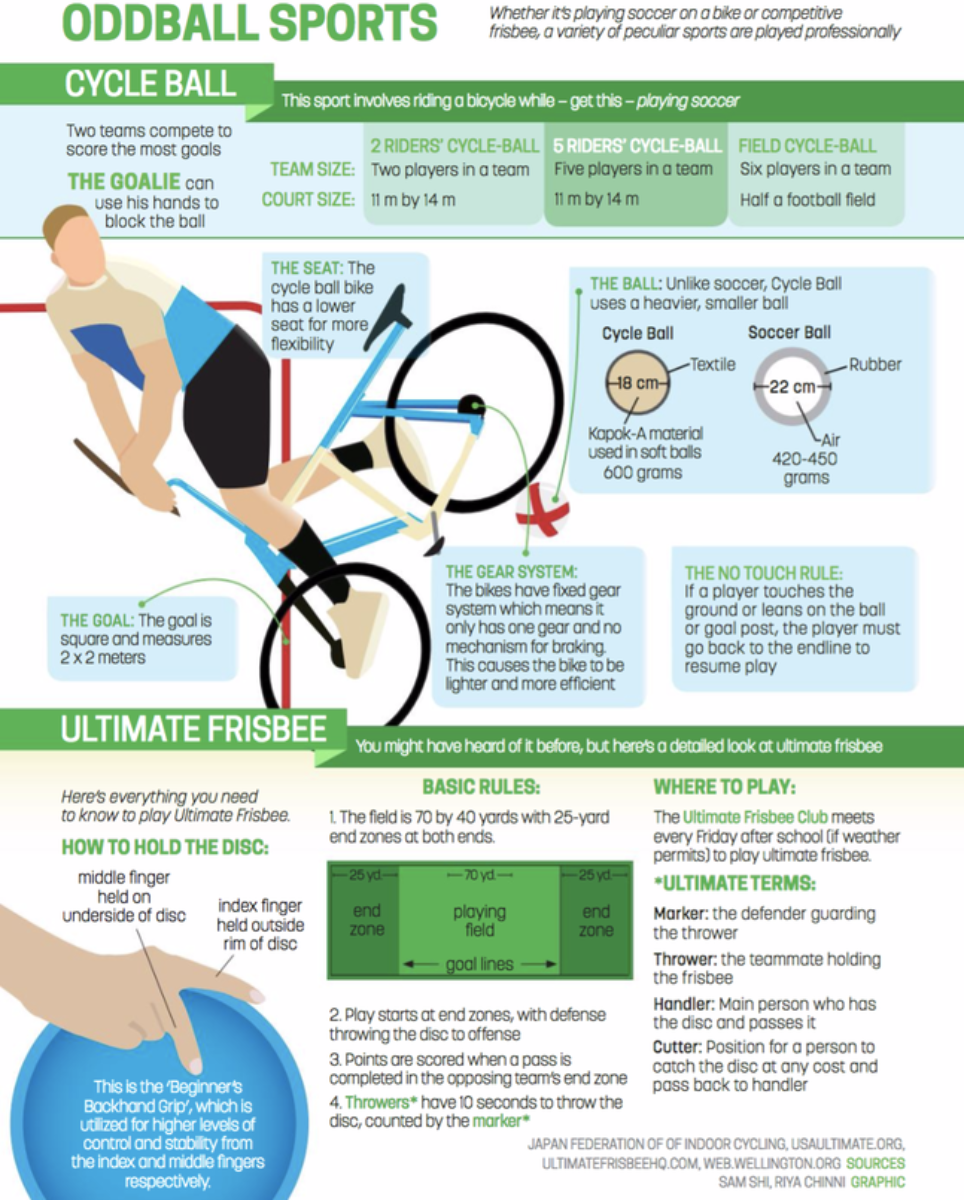 ODDBALL SPORTS
Whether it's playing soccer on a bike or competitive
frisbee, a variety of peculiar sports are played professionally
CYCLE BALL
This sport involves riding a bicycle while – get this – playing soccer
Two teams compete to
score the most goals
THE GOALIE can
use his hands to
block the ball
2 RIDERS' CYCLE-BALL 5 RIDERS' CYCLE-BALL FIELD CYCLE-BALL
TEAM SIZE: Two players in a team Five players in a team Six players in a team
COURT SIZE: 11 m by 14 m 11 m by 14 m Half a football field
THE SEAT: The
cycle ball bike
has a lower
seat for more
flexibility
THE BALL: Unlike soccer, Cycle Ball
uses a heavier, smaller ball
Cycle Ball
Textile
18 cm
Kapok-A material
used in soft balls
600 grams
Soccer Ball
Rubber
22 cm
Air
420-450
grams
THE GOAL: The goal is
square and measures
2 x 2 meters
THE GEAR SYSTEM:
The bikes have fixed gear
system which means it
only has one gear and no
mechanism for braking.
This causes the bike to be
lighter and more efficient
THE NO TOUCH RULE:
If a player touches the
ground or leans on the ball
or goal post, the player must
go back to the endline to
resume play
ULTIMATE FRISBEE
You might have heard of it before, but here's a detailed look at ultimate frisbee
Here's everything you need
to know to play Ultimate Frisbee.
HOW TO HOLD THE DISC:
middle finger
held on
underside of disc
index finger
held outside
rim of disc
This is the 'Beginner's
Backhand Grip', which is
utilized for higher levels of
control and stability from
the index and middle fingers
respectively.
BASIC RULES:
1. The field is 70 by 40 yards with 25-yard
end zones at both ends.
25 yd. 70 yd. 25 yd.
end
zone
playing
field
end
zone
goal lines
2. Play starts at end zones, with defense
throwing the disc to offense
3. Points are scored when a pass is
completed in the opposing team's end zone
4. Throwers* have 10 seconds to throw the
disc, counted by the marker*
WHERE TO PLAY:
The Ultimate Frisbee Club meets
every Friday after school (if weather
permits) to play ultimate frisbee.
*ULTIMATE TERMS:
Marker: the defender guarding
the thrower
Thrower: the teammate holding
the frisbee
Handler: Main person who has
the disc and passes it
Cutter: Position for a person to
catch the disc at any cost and
pass back to handler
JAPAN FEDERATION OF OF INDOOR CYCLING, USAULTIMATE.ORG,
ULTIMATEFRISBEEHQ.COM, WEB.WELLINGTON.ORG SOURCES
SAM SHI, RIYA CHINNI GRAPHIC